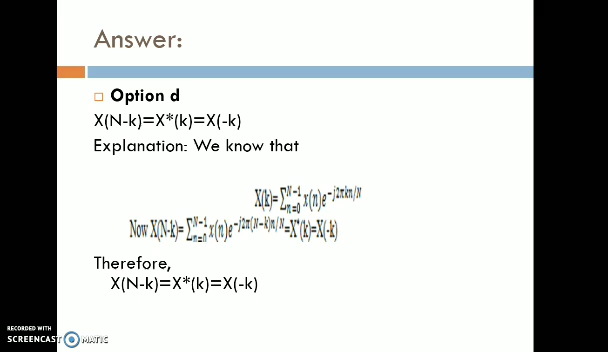 Answer:
Option d
X(N-k)=X*(k)=X(-k)
Explanation: We know that
X(k)=∑_{n=0}^{N-1} x(n)e^{-j2πkn/N}
Now X(N-k)=∑_{n=0}^{N-1} x(n)e^{-j2π(N-k)n/N}=X*(k)=X(-k)
Therefore,
X(N-k)=X*(k)=X(-k)
RECORDED WITH
SCREENCAST MATIC